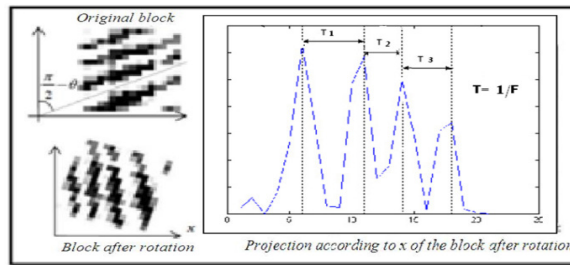 Original block
π/2 − θ
x
Block after rotation
T1
T2
T3
T= 1/F
0 5 10 15 20 25
Projection according to x of the block after rotation